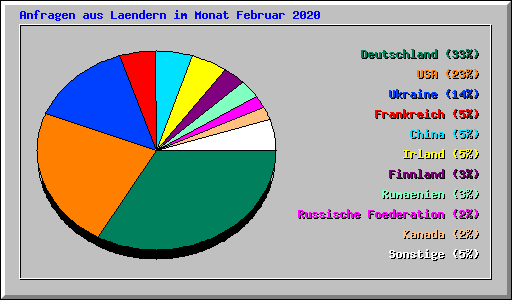 Anfragen aus Laendern im Monat Februar 2020
Deutschland (33%)
USA (23%)
Ukraine (14%)
Frankreich (5%)
China (5%)
Irland (5%)
Finnland (3%)
Rumaenien (3%)
Russische Foederation (2%)
Kanada (2%)
Sonstige (5%)